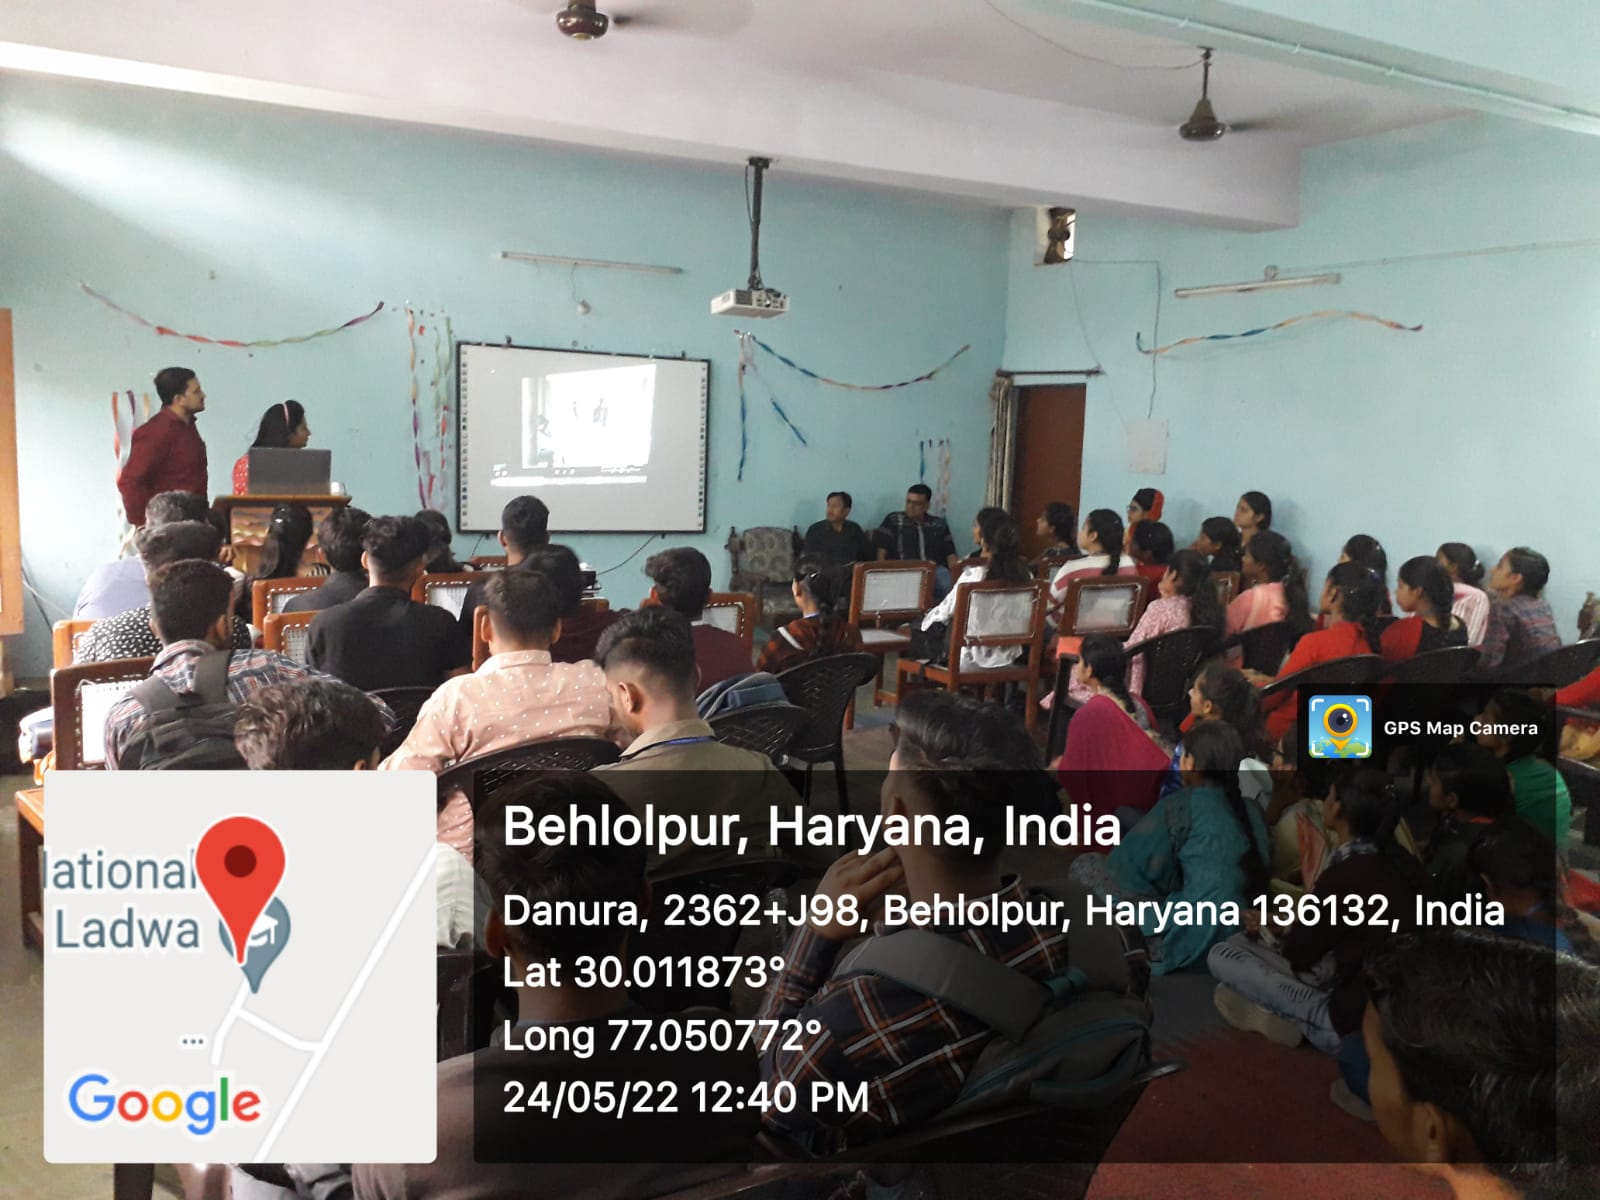 GPS Map Camera
Behlolpur, Haryana, India
Danura, 2362+J98, Behlolpur, Haryana 136132, India
Lat 30.011873°
Long 77.050772°
24/05/22 12:40 PM
National
Ladwa
...
Google